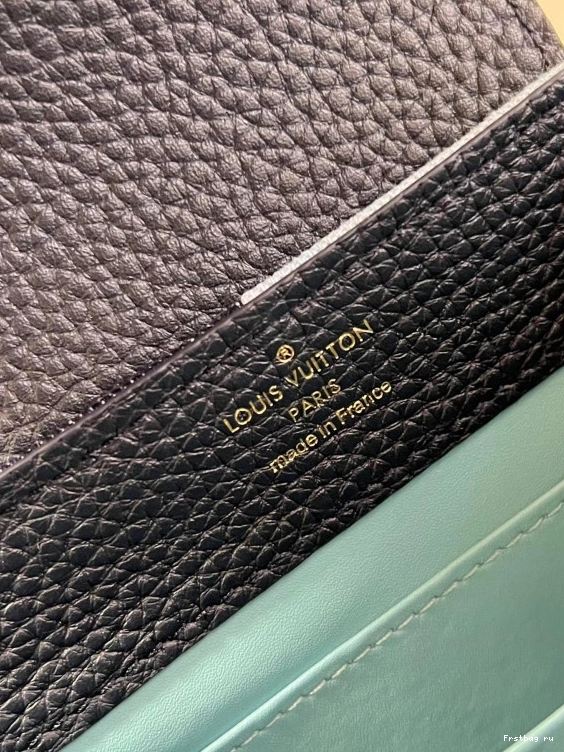 ®
LOUIS VUITTON
PARIS
made in France
Frstbag ru